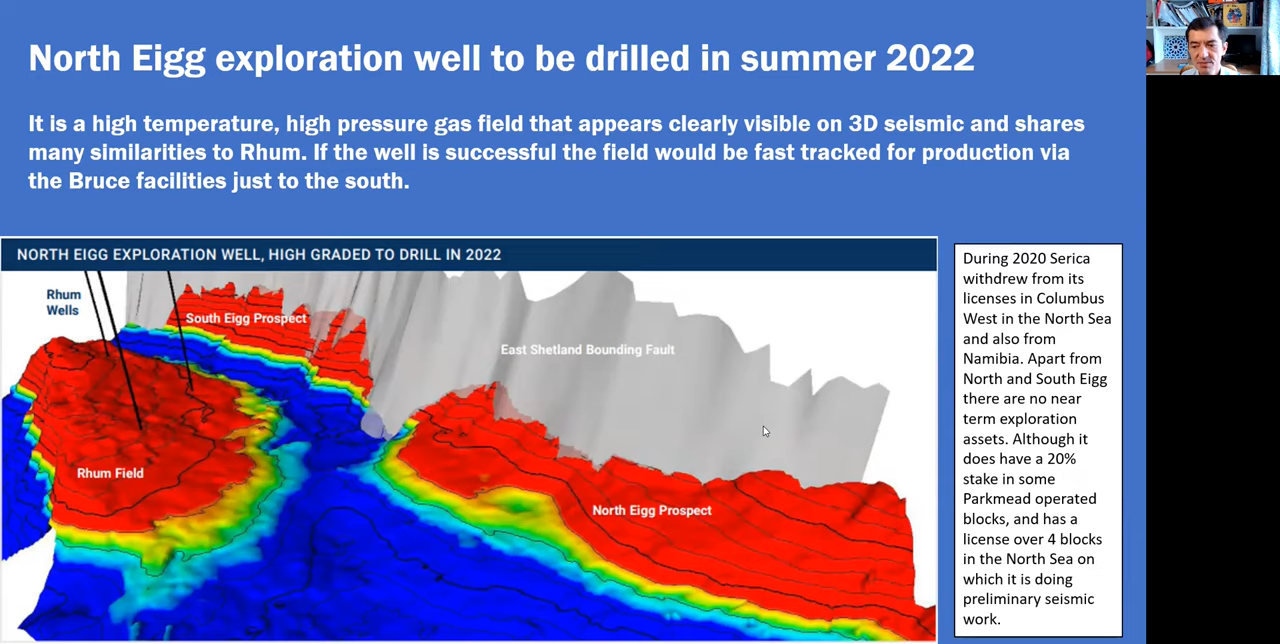 North Eigg exploration well to be drilled in summer 2022
It is a high temperature, high pressure gas field that appears clearly visible on 3D seismic and shares
many similarities to Rhum. If the well is successful the field would be fast tracked for production via
the Bruce facilities just to the south.
NORTH EIGG EXPLORATION WELL, HIGH GRADED TO DRILL IN 2022
Rhum
Wells
South Eigg Prospect
East Shetland Bounding Fault
Rhum Field
North Eigg Prospect
During 2020 Serica
withdrew from its
licenses in Columbus
West in the North Sea
and also from
Namibia. Apart from
North and South Eigg
there are no near
term exploration
assets. Although it
does have a 20%
stake in some
Parkmead operated
blocks, and has a
license over 4 blocks
in the North Sea on
which it is doing
preliminary seismic
work.